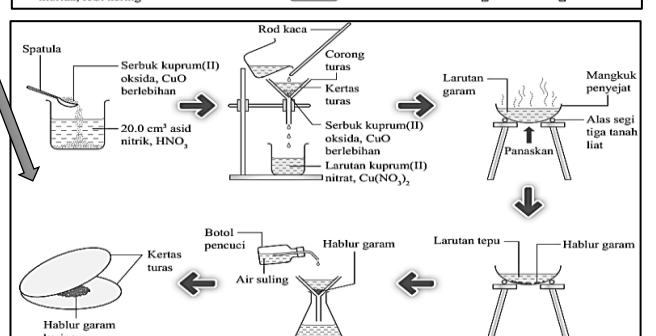 Spatula
Serbuk kuprum(II)
oksida, CuO
berlebihan
20.0 cm³ asid
nitrik, HNO₃
Rod kaca
Corong
turas
Kertas
turas
Serbuk kuprum(II)
oksida, CuO
berlebihan
Larutan kuprum(II)
nitrat, Cu(NO₃)₂
Larutan
garam
Mangkuk
penyejat
Alas segi
tiga tanah
liat
Panaskan
Kertas
turas
Hablur garam
Botol
pencuci
Air suling
Hablur garam
Larutan tepu
Hablur garam